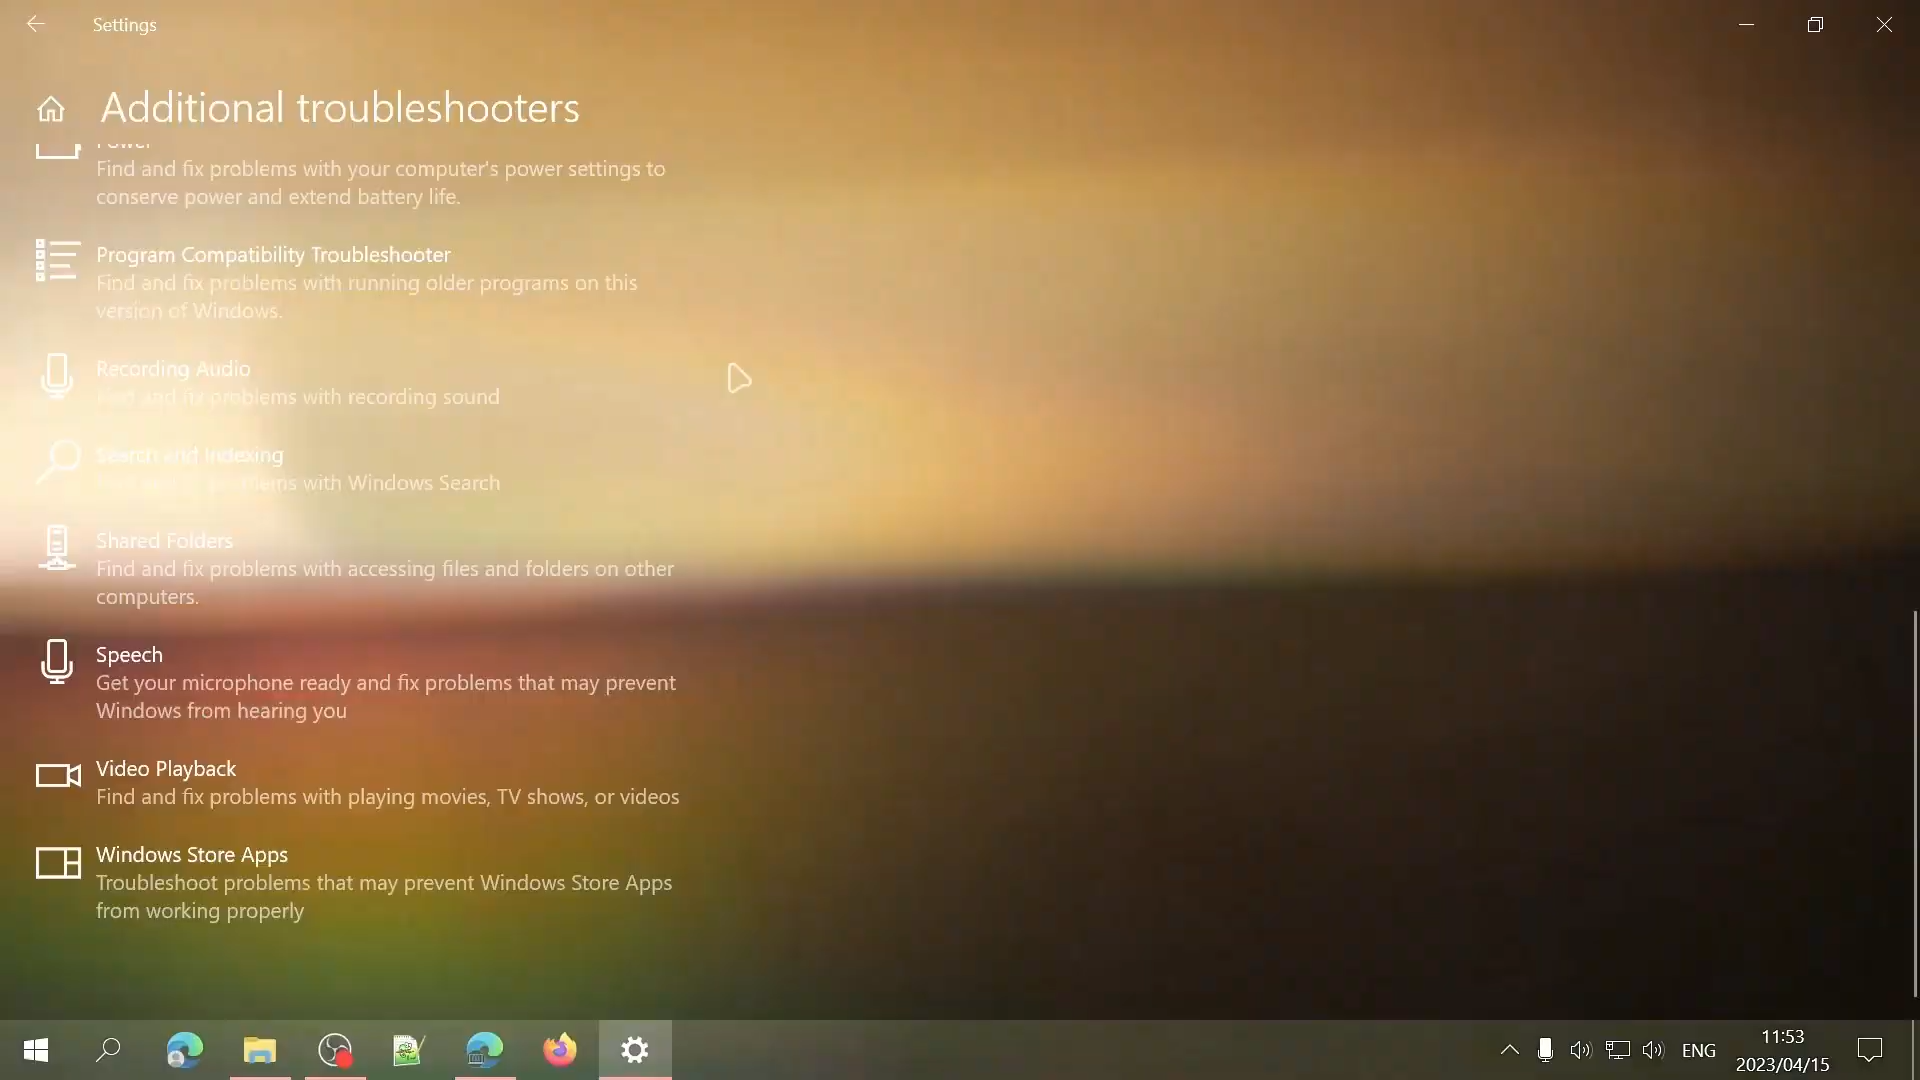 Settings
Additional troubleshooters
Power
Find and fix problems with your computer's power settings to
conserve power and extend battery life.
Program Compatibility Troubleshooter
Find and fix problems with running older programs on this
version of Windows.
Recording Audio
Find and fix problems with recording sound
Search and Indexing
problems with Windows Search
Shared Folders
Find and fix problems with accessing files and folders on other
computers.
Speech
Get your microphone ready and fix problems that may prevent
Windows from hearing you
Video Playback
Find and fix problems with playing movies, TV shows, or videos
Windows Store Apps
Troubleshoot problems that may prevent Windows Store Apps
from working properly
ENG
11:53
2023/04/15